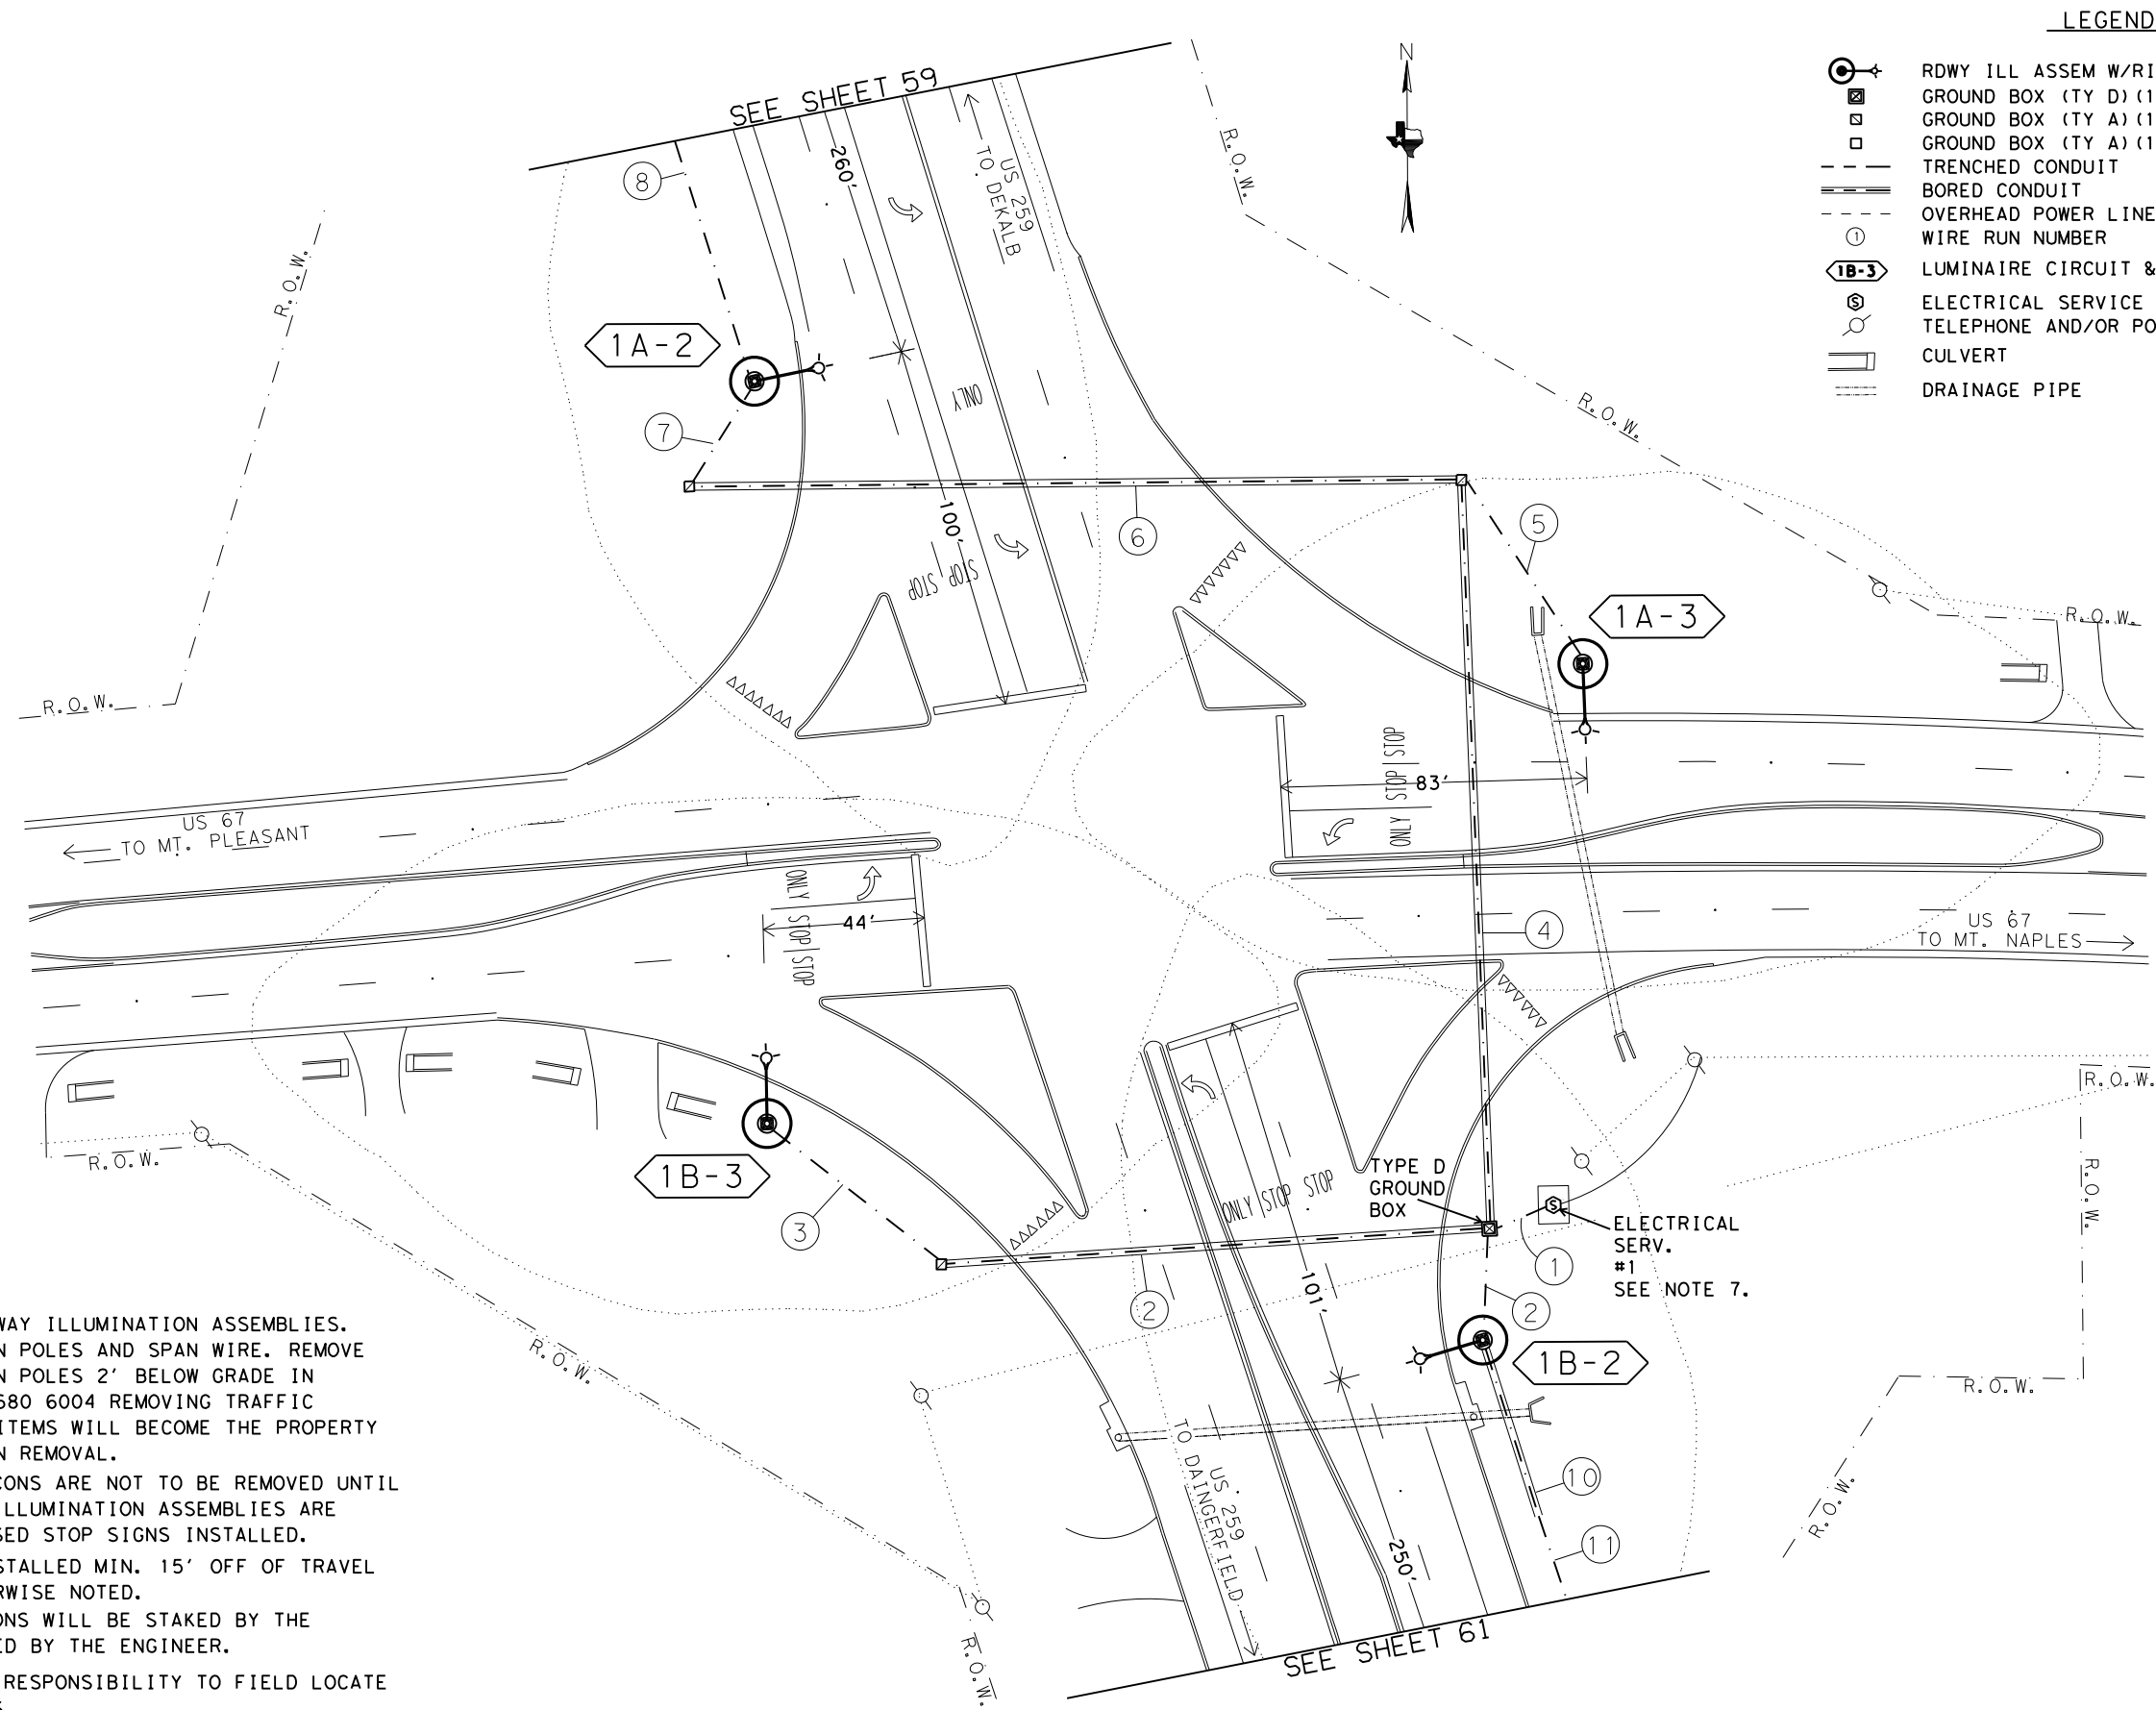 LEGEND
RDWY ILL ASSEM W/RI
GROUND BOX (TY D)(1
GROUND BOX (TY A)(1
GROUND BOX (TY A)(1
TRENCHED CONDUIT
BORED CONDUIT
OVERHEAD POWER LINE
1 WIRE RUN NUMBER
1B-3 LUMINAIRE CIRCUIT &
S ELECTRICAL SERVICE
TELEPHONE AND/OR PO
CULVERT
DRAINAGE PIPE
N
SEE SHEET 59
8
260'
US 259
TO DEKALB
R.O.W.
R.O.W.
1A-2
7
ONLY
R.O.W.
100'
6
5
STOP STOP
1A-3
R.O.W.
R.O.W.
STOP STOP
ONLY
83'
US 67
TO MT. PLEASANT
ONLY STOP STOP
44'
4
US 67
TO MT. NAPLES
R.O.W.
R.O.W.
R.O.W.
1B-3
3
TYPE D
GROUND
BOX
ONLY STOP STOP
S
ELECTRICAL
SERV.
#1
SEE NOTE 7.
1
2
2
101'
1B-2
R.O.W.
R.O.W.
R.O.W.
10
11
US 259
TO DAINGERFIELD
250'
SEE SHEET 61
R.O.W.
WAY ILLUMINATION ASSEMBLIES.
N POLES AND SPAN WIRE. REMOVE
N POLES 2' BELOW GRADE IN
680 6004 REMOVING TRAFFIC
ITEMS WILL BECOME THE PROPERTY
N REMOVAL.
CONS ARE NOT TO BE REMOVED UNTIL
ILLUMINATION ASSEMBLIES ARE
SED STOP SIGNS INSTALLED.
STALLED MIN. 15' OFF OF TRAVEL
RWISE NOTED.
ONS WILL BE STAKED BY THE
ED BY THE ENGINEER.
RESPONSIBILITY TO FIELD LOCATE